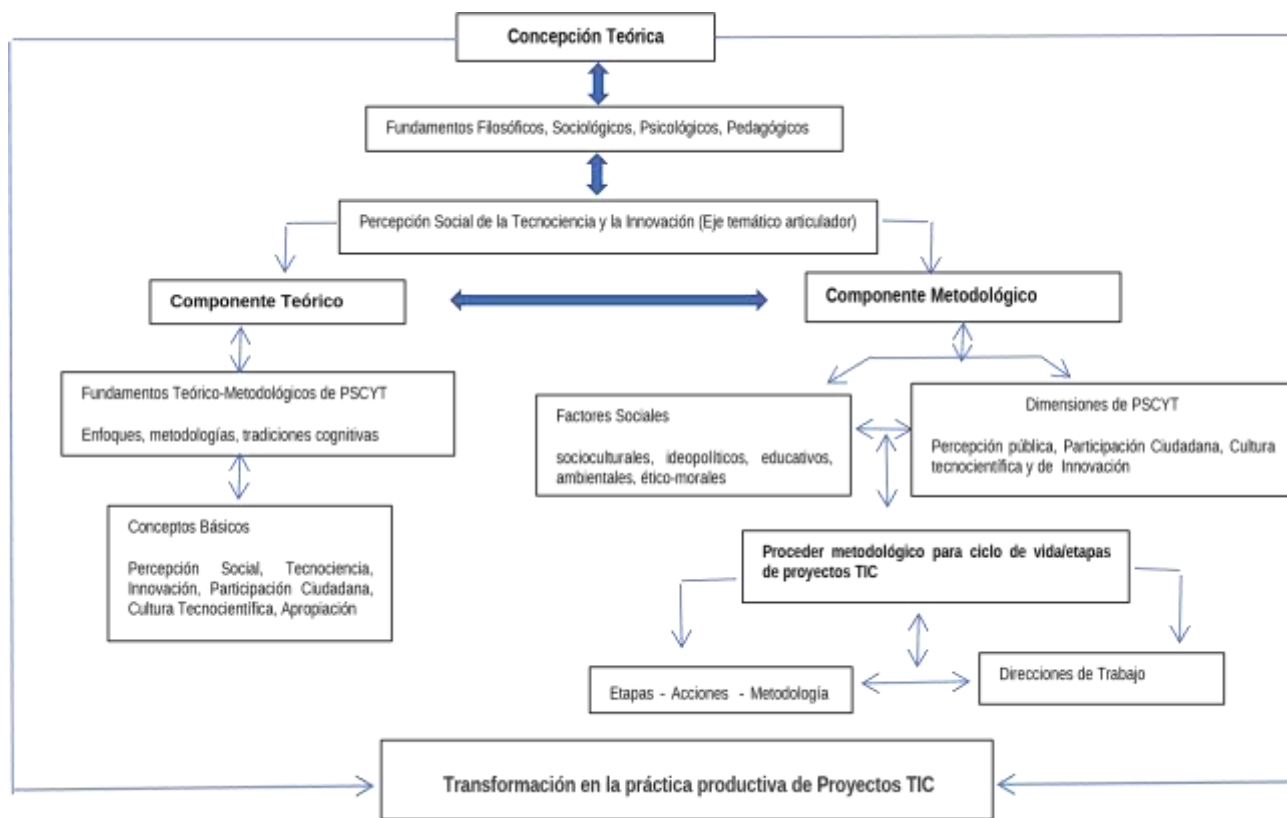 Concepción Teórica
Fundamentos Filosóficos, Sociológicos, Psicológicos, Pedagógicos
Percepción Social de la Tecnociencia y la Innovación (Eje temático articulador)
Componente Teórico
Componente Metodológico
Fundamentos Teórico-Metodológicos de PSCYT
Enfoques, metodologías, tradiciones cognitivas
Factores Sociales
socioculturales, ideopolíticos, educativos,
ambientales, ético-morales
Dimensiones de PSCYT
Percepción pública, Participación Ciudadana, Cultura
tecnocientífica y de Innovación
Conceptos Básicos
Percepción Social, Tecnociencia,
Innovación, Participación Ciudadana,
Cultura Tecnocientífica, Apropiación
Proceder metodológico para ciclo de vida/etapas
de proyectos TIC
Etapas - Acciones - Metodología
Direcciones de Trabajo
Transformación en la práctica productiva de Proyectos TIC